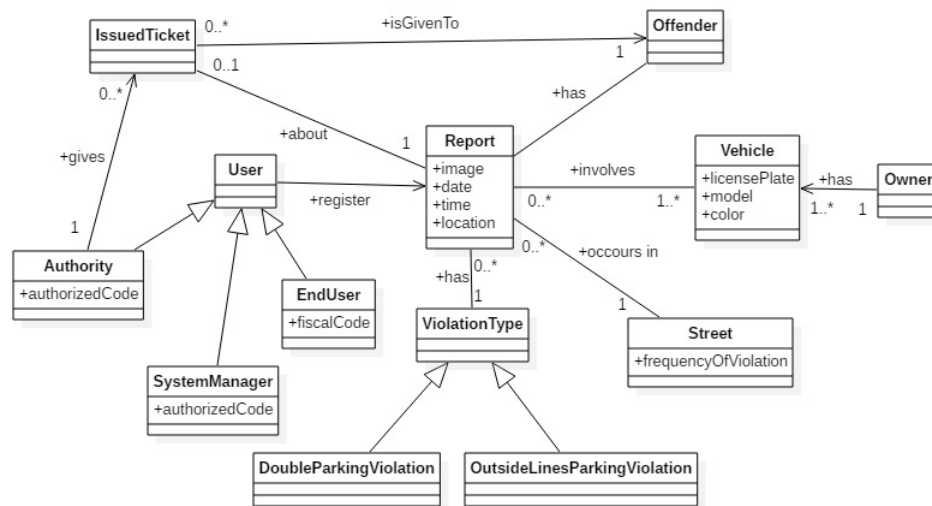 0..*
+isGivenTo
Offender
IssuedTicket
1
0..1
+has
0..*
+about
1
Report
+image
+date
+time
+location
+gives
User
+register
+involves
0..*
1..*
Vehicle
+licensePlate
+model
+color
+has
1..*
1
Owner
1
Authority
+authorizedCode
0..*
+occours in
1
+has
0..*
1
EndUser
+fiscalCode
ViolationType
Street
+frequencyOfViolation
SystemManager
+authorizedCode
DoubleParkingViolation
OutsideLinesParkingViolation